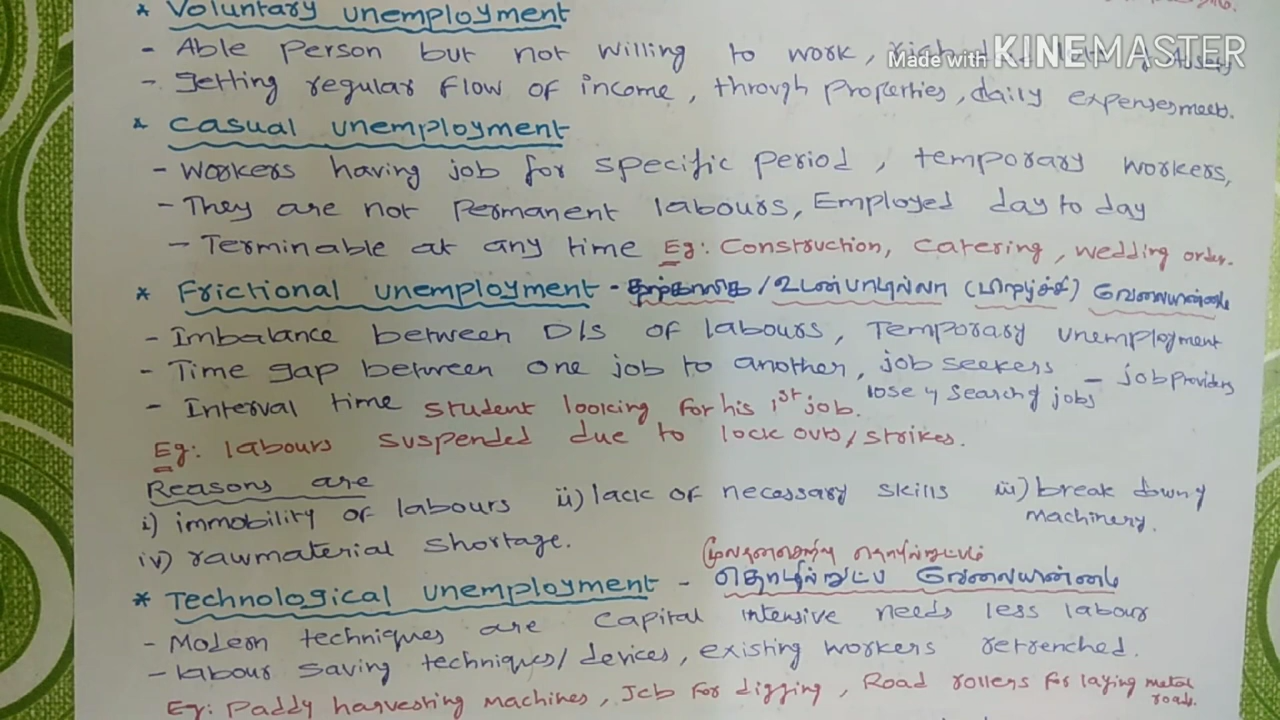 * Voluntary unemployment
- Able person but not willing to work,
Made with KINEMASTER
- getting regular flow of income, through properties, daily expenses meet.
* Casual unemployment
- Workers having job for specific period, temporary workers,
- They are not permanent labours, Employed day to day
- Terminable at any time Eg: Construction, Catering, wedding order.
* Frictional unemployment - தற்காலிக / உடன்பாடில்லா (பிறழ்ச்சி) வேலையின்மை
- Imbalance between D/S of labours, Temporary unemployment
- Time gap between one job to another, job seekers - job providers
lose & search of jobs
- Interval time student looking for his 1st job.
Eg: labours suspended due to lock outs/strikes.
Reasons are
i) immobility of labours ii) lack of necessary skills iii) break down of
machinery.
iv) rawmaterial shortage.
மூலதனசெறிவு தொழில்நுட்பம்
* Technological unemployment - தொழில்நுட்ப வேலையின்மை
- Modern techniques are capital intensive needs less labour
- labour saving techniques/devices, existing workers retrenched.
Eg: Paddy harvesting machines, Jcb for digging, Road rollers for laying metal
roads.